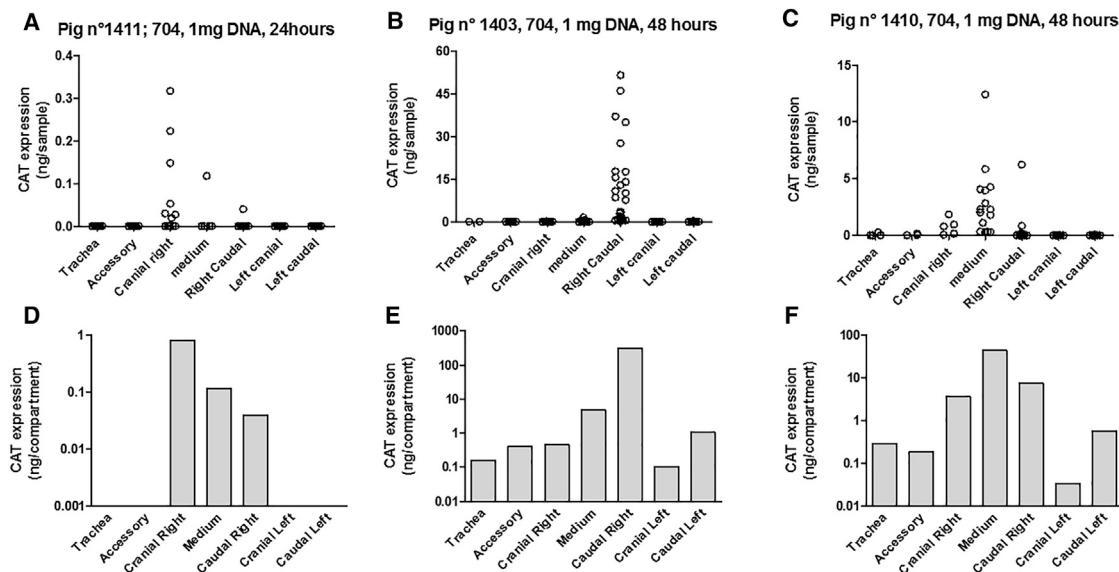 A
Pig n°1411; 704, 1mg DNA, 24hours
CAT expression
(ng/sample)
0.4
0.3
0.2
0.1
0.0
Trachea
Accessory
Cranial right
medium
Right Caudal
Left cranial
Left caudal
B
Pig n° 1403, 704, 1 mg DNA, 48 hours
CAT expression
(ng/sample)
60
45
30
15
0
Trachea
Accessory
Cranial right
medium
Right Caudal
Left cranial
Left caudal
C
Pig n° 1410, 704, 1 mg DNA, 48 hours
CAT expression
(ng/sample)
15
10
5
0
Trachea
Accessory
Cranial right
medium
Right Caudal
Left cranial
Left caudal
D
CAT expression
(ng/compartment)
1
0.1
0.01
0.001
Trachea
Accessory
Cranial Right
Medium
Caudal Right
Cranial Left
Caudal Left
E
CAT expression
(ng/compartment)
1000
100
10
1
0.1
0.01
Trachea
Accessory
Cranial Right
Medium
Caudal Right
Cranial Left
Caudal Left
F
CAT expression
(ng/compartment)
100
10
1
0.1
0.01
Trachea
Accessory
Cranial Right
Medium
Caudal Right
Cranial Left
Caudal Left